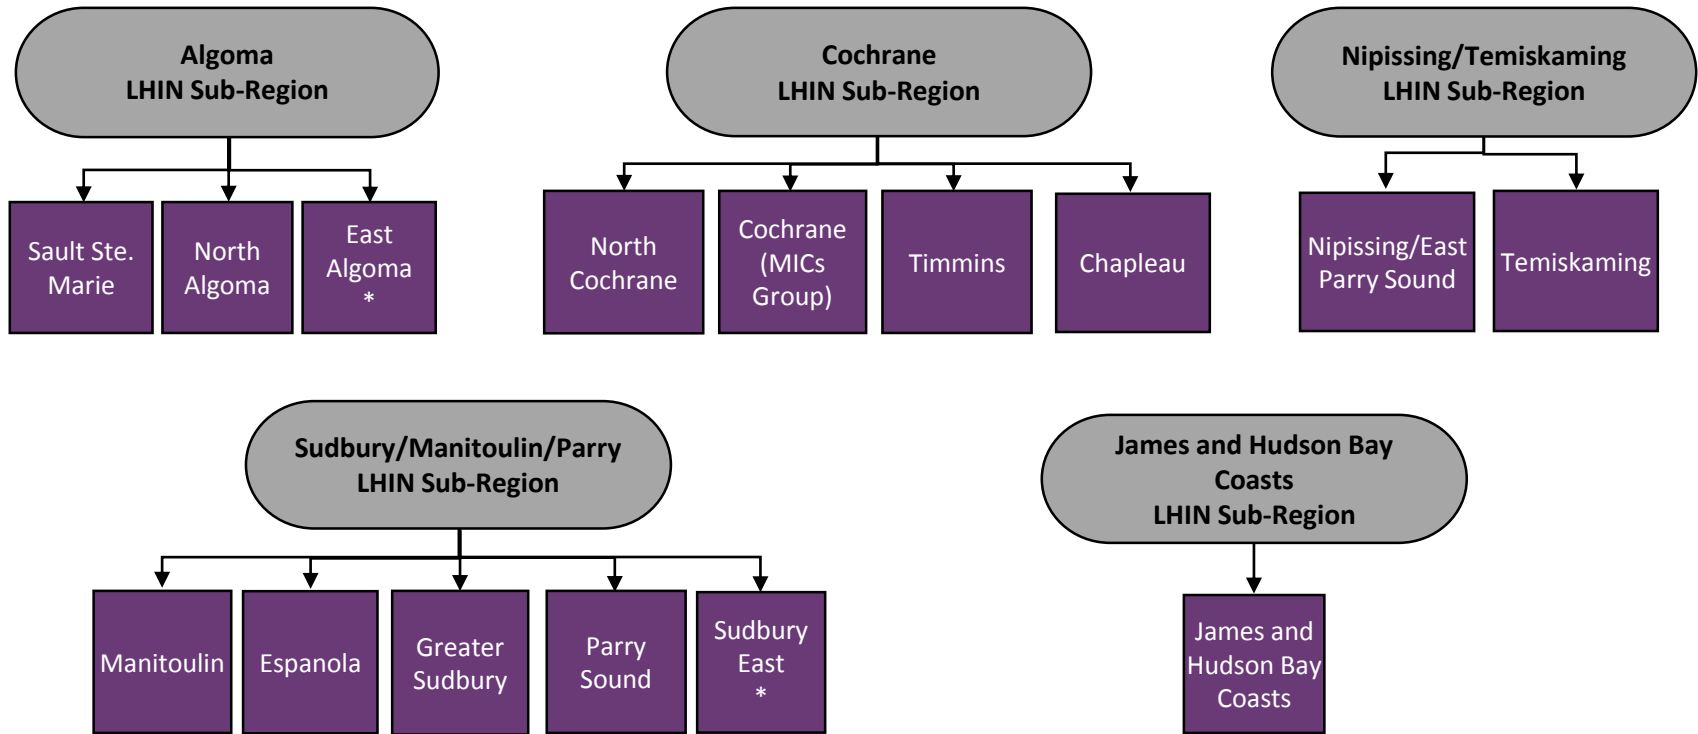 Algoma
LHIN Sub-Region
Cochrane
LHIN Sub-Region
Nipissing/Temiskaming
LHIN Sub-Region
Sault Ste.
Marie
North
Algoma
East
Algoma
*
North
Cochrane
Cochrane
(MICs
Group)
Timmins
Chapleau
Nipissing/East
Parry Sound
Temiskaming
Sudbury/Manitoulin/Parry
LHIN Sub-Region
James and Hudson Bay
Coasts
LHIN Sub-Region
Manitoulin
Espanola
Greater
Sudbury
Parry
Sound
Sudbury
East
*
James and
Hudson Bay
Coasts